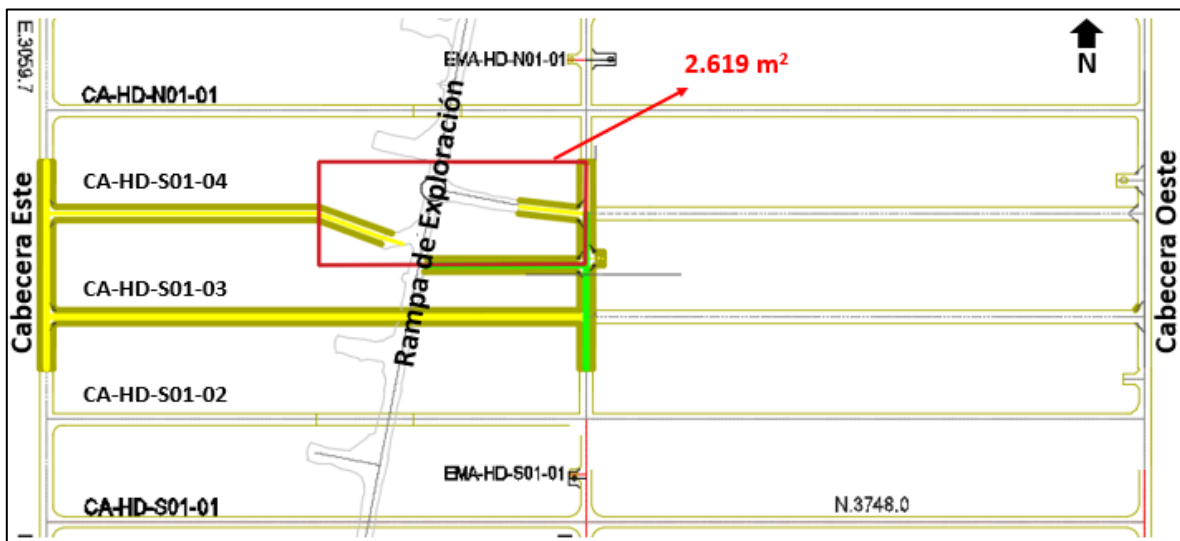 E.3059.7
EMA-HD-N01-01
2.619 m²
N
CA-HD-N01-01
Rampa de Exploración
CA-HD-S01-04
Cabecera Este
Cabecera Oeste
CA-HD-S01-03
CA-HD-S01-02
EMA-HD-S01-01
CA-HD-S01-01
N.3748.0